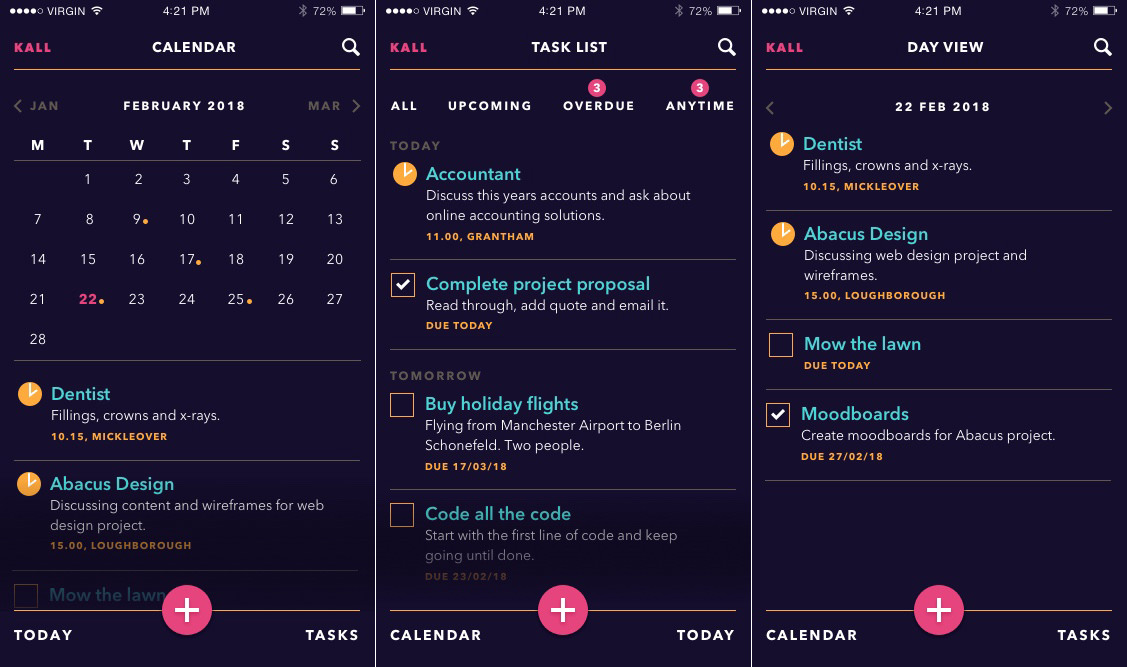 VIRGIN 4:21 PM 72%
KALL CALENDAR
JAN FEBRUARY 2018 MAR
M T W T F S S
1 2 3 4 5 6
7 8 9 10 11 12 13
14 15 16 17 18 19 20
21 22 23 24 25 26 27
28
Dentist
Fillings, crowns and x-rays.
10.15, MICKLEOVER
Abacus Design
Discussing content and wireframes for web
design project.
15.00, LOUGHBOROUGH
Mow the lawn
TODAY TASKS
VIRGIN 4:21 PM 72%
KALL TASK LIST
3 3
ALL UPCOMING OVERDUE ANYTIME
TODAY
Accountant
Discuss this years accounts and ask about
online accounting solutions.
11.00, GRANTHAM
Complete project proposal
Read through, add quote and email it.
DUE TODAY
TOMORROW
Buy holiday flights
Flying from Manchester Airport to Berlin
Schonefeld. Two people.
DUE 17/03/18
Code all the code
Start with the first line of code and keep
going until done.
DUE 23/02/18
CALENDAR TODAY
VIRGIN 4:21 PM 72%
KALL DAY VIEW
22 FEB 2018
Dentist
Fillings, crowns and x-rays.
10.15, MICKLEOVER
Abacus Design
Discussing web design project and
wireframes.
15.00, LOUGHBOROUGH
Mow the lawn
DUE TODAY
Moodboards
Create moodboards for Abacus project.
DUE 27/02/18
CALENDAR TASKS